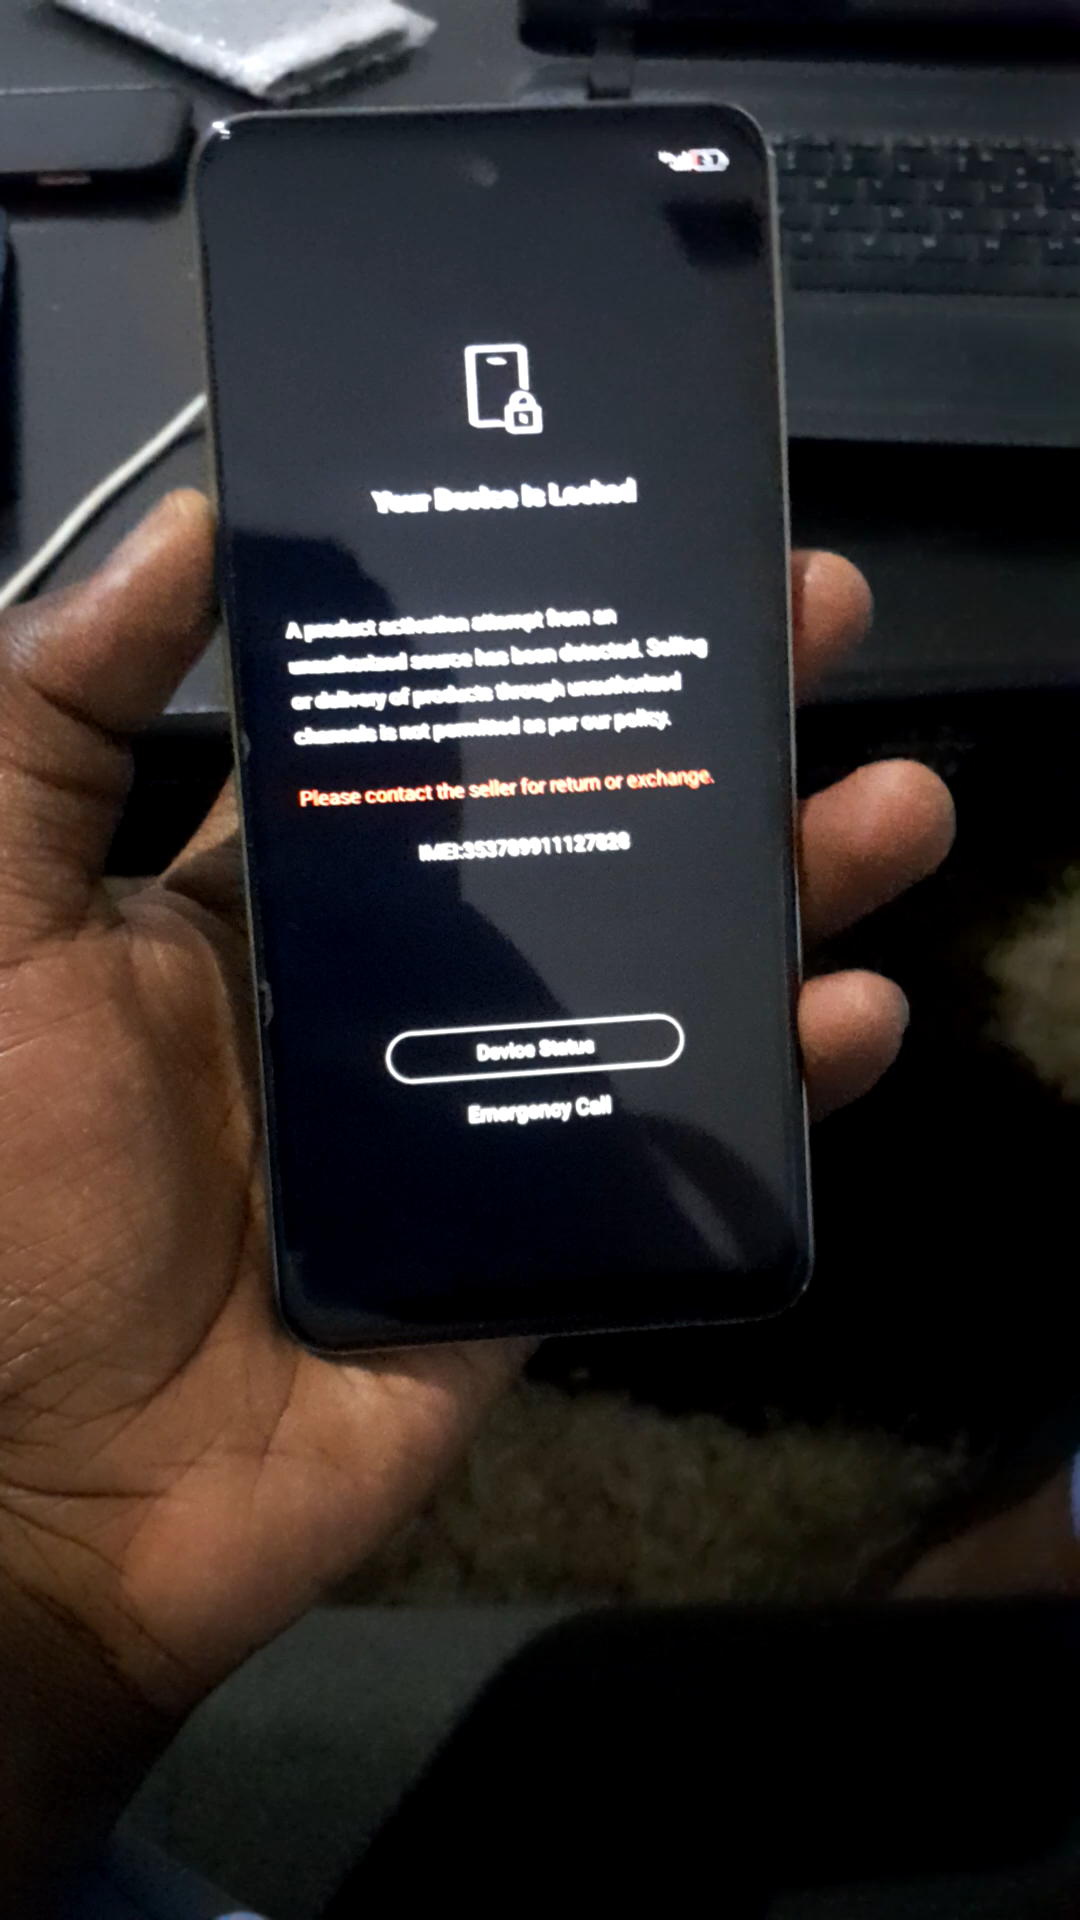 Your Device is Locked
A product activation attempt from an
unauthorized source has been detected. Selling
or delivery of products through unauthorized
channels is not permitted as per our policy.
Please contact the seller for return or exchange.
IMEI:353789911127828
Device Status
Emergency Call